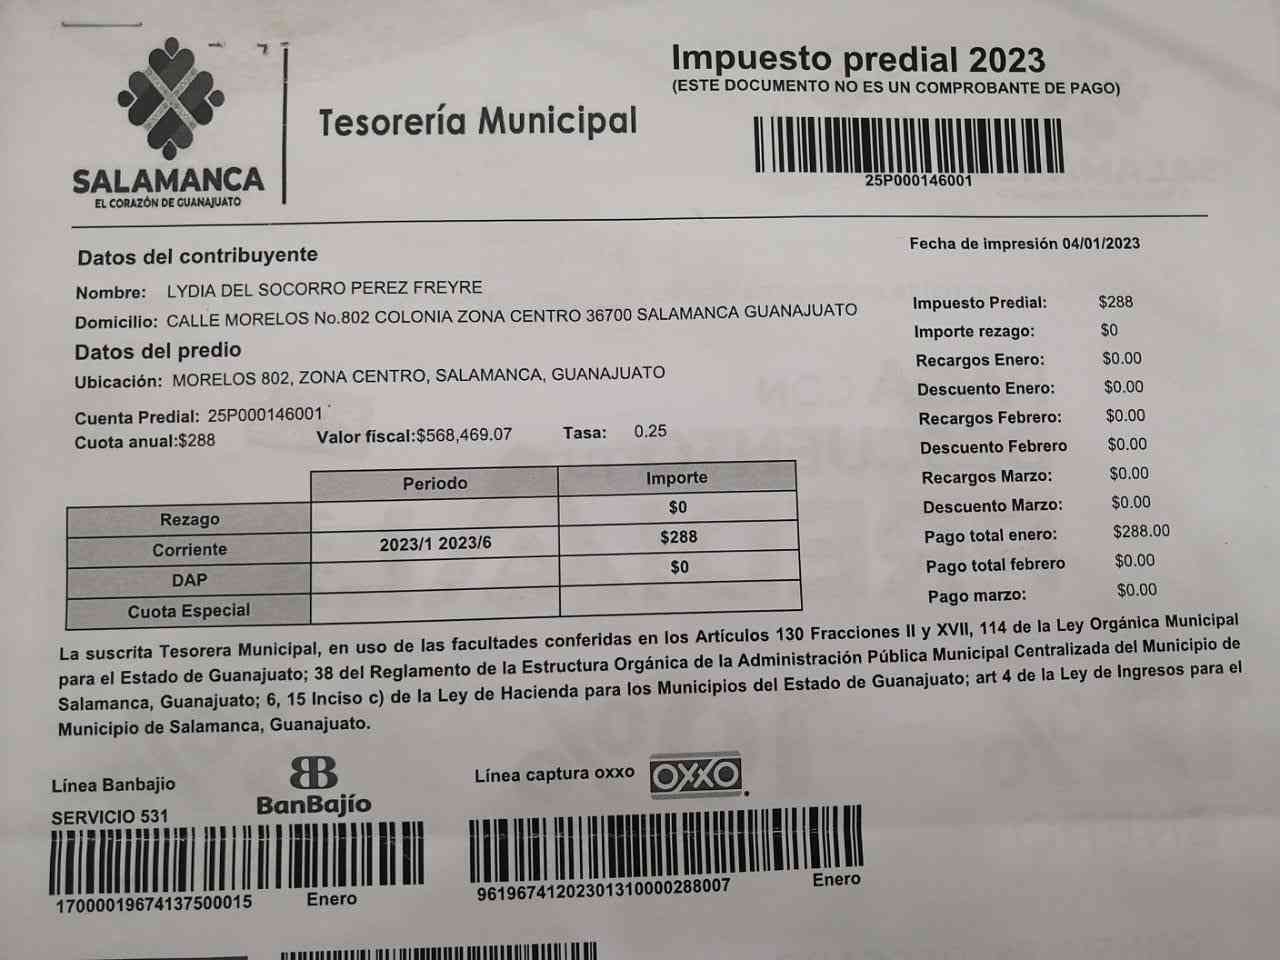 Impuesto predial 2023
(ESTE DOCUMENTO NO ES UN COMPROBANTE DE PAGO)
Tesorería Municipal
25P000146001
SALAMANCA
EL CORAZÓN DE GUANAJUATO
Fecha de impresión 04/01/2023
Datos del contribuyente
Nombre: LYDIA DEL SOCORRO PEREZ FREYRE
Domicilio: CALLE MORELOS No.802 COLONIA ZONA CENTRO 36700 SALAMANCA GUANAJUATO
Datos del predio
Ubicación: MORELOS 802, ZONA CENTRO, SALAMANCA, GUANAJUATO
Cuenta Predial: 25P000146001
Cuota anual:$288 Valor fiscal:$568,469.07 Tasa: 0.25
Impuesto Predial: $288
Importe rezago: $0
Recargos Enero: $0.00
Descuento Enero: $0.00
Recargos Febrero: $0.00
Descuento Febrero $0.00
Recargos Marzo: $0.00
Descuento Marzo: $0.00
Pago total enero: $288.00
Pago total febrero $0.00
Pago marzo: $0.00
Periodo Importe
Rezago $0
Corriente 2023/1 2023/6 $288
DAP $0
Cuota Especial
La suscrita Tesorera Municipal, en uso de las facultades conferidas en los Artículos 130 Fracciones II y XVII, 114 de la Ley Orgánica Municipal
para el Estado de Guanajuato; 38 del Reglamento de la Estructura Orgánica de la Administración Pública Municipal Centralizada del Municipio de
Salamanca, Guanajuato; 6, 15 Inciso c) de la Ley de Hacienda para los Municipios del Estado de Guanajuato; art 4 de la Ley de Ingresos para el
Municipio de Salamanca, Guanajuato.
Línea Banbajio
SERVICIO 531
BanBajío
Línea captura oxxo
OXXO
17000019674137500015 Enero
96196741202301310000288007 Enero